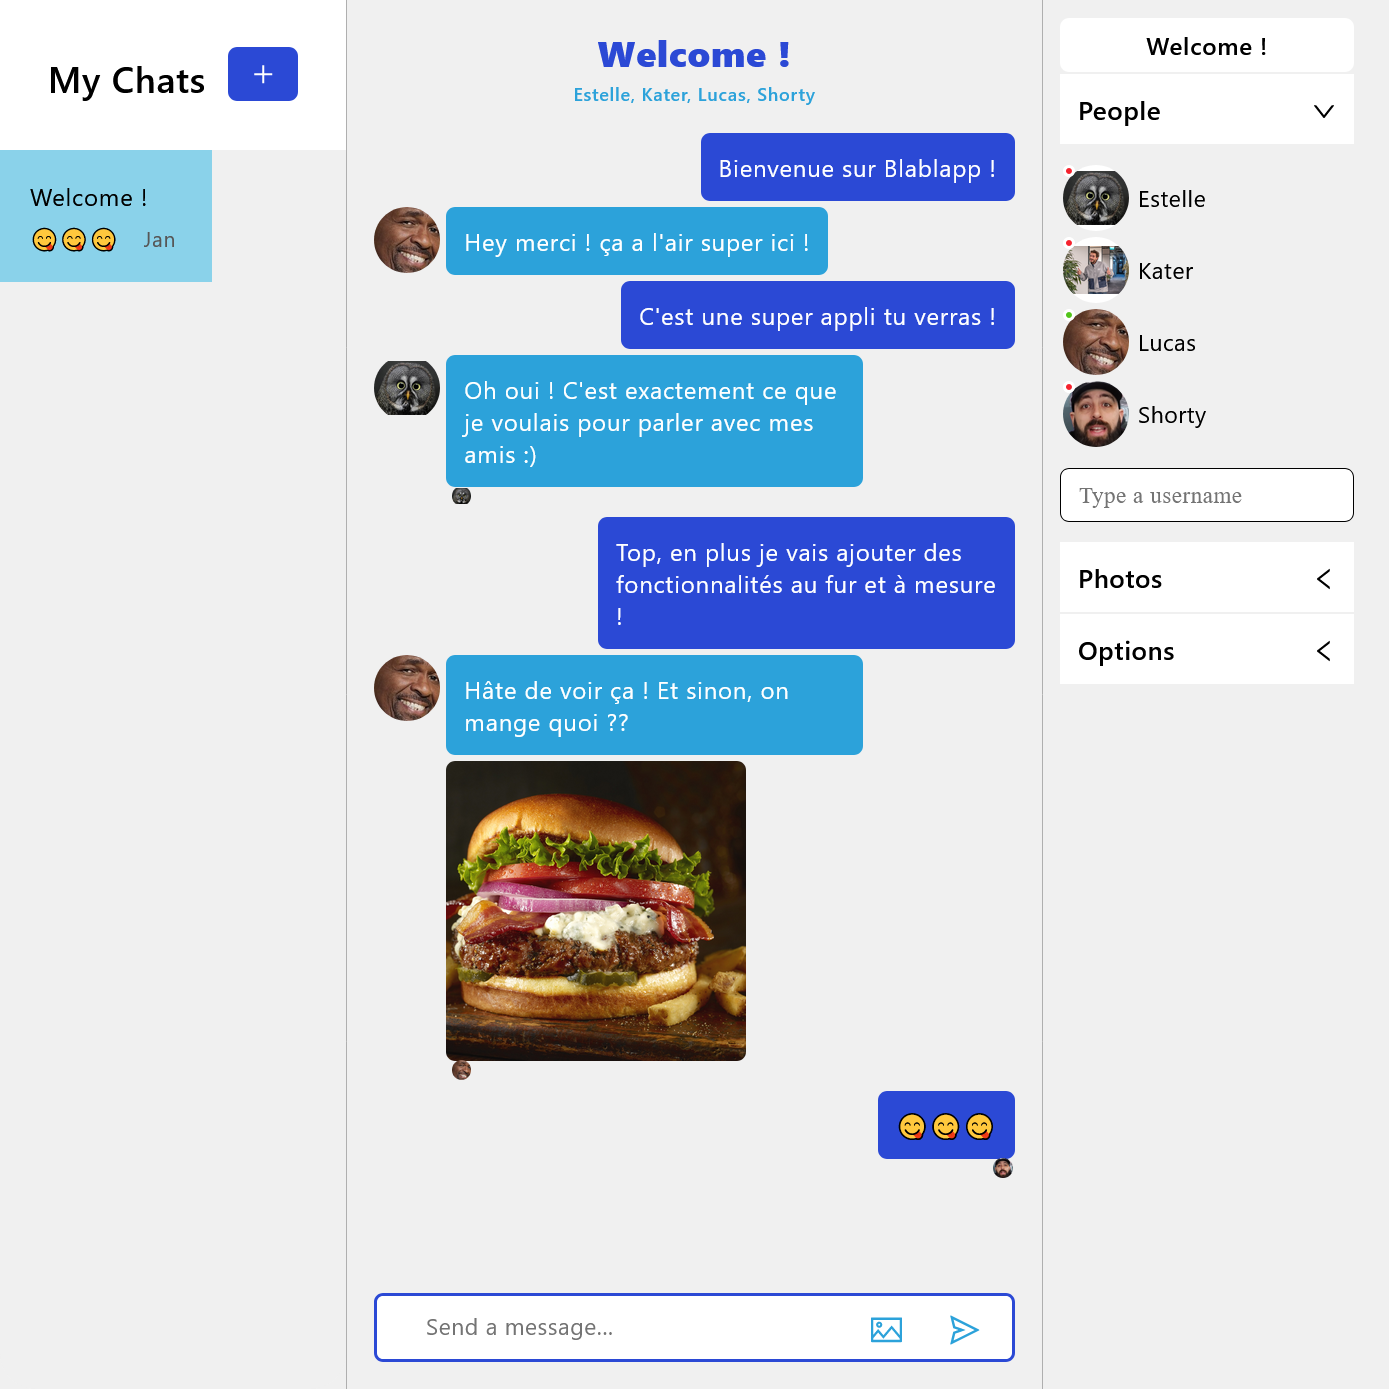 My Chats
Welcome !
😋😋😋 Jan
Welcome !
Estelle, Kater, Lucas, Shorty
Bienvenue sur Blablapp !
Hey merci ! ça a l'air super ici !
C'est une super appli tu verras !
Oh oui ! C'est exactement ce que
je voulais pour parler avec mes
amis :)
Top, en plus je vais ajouter des
fonctionnalités au fur et à mesure
!
Hâte de voir ça ! Et sinon, on
mange quoi ??
😋😋😋
Send a message...
Welcome !
People
Estelle
Kater
Lucas
Shorty
Type a username
Photos
Options